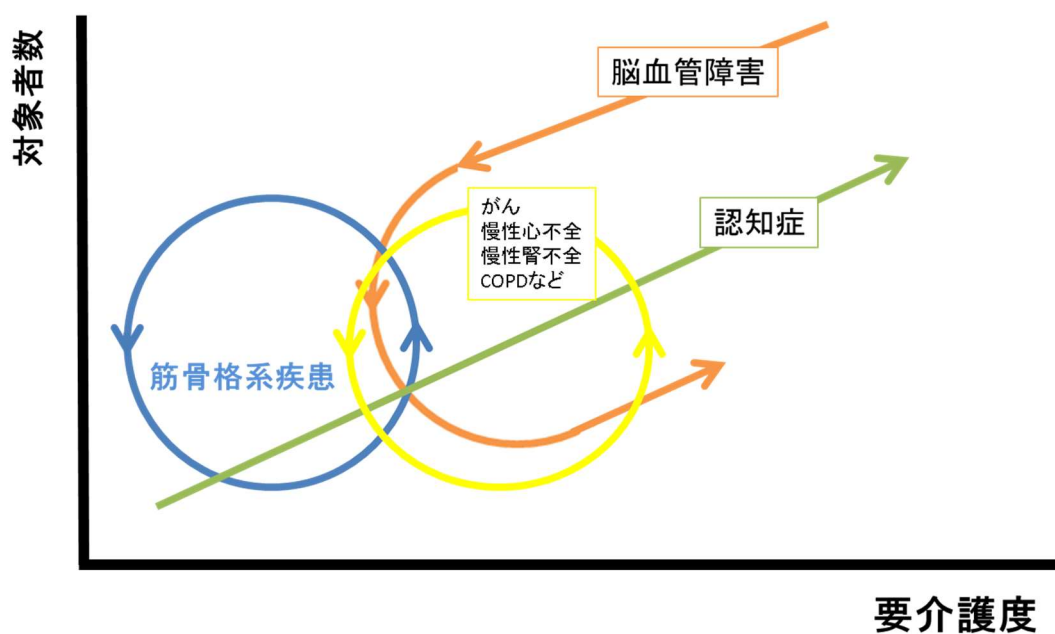 対象者数
脳血管障害
がん
慢性心不全
慢性腎不全
COPDなど
認知症
筋骨格系疾患
要介護度